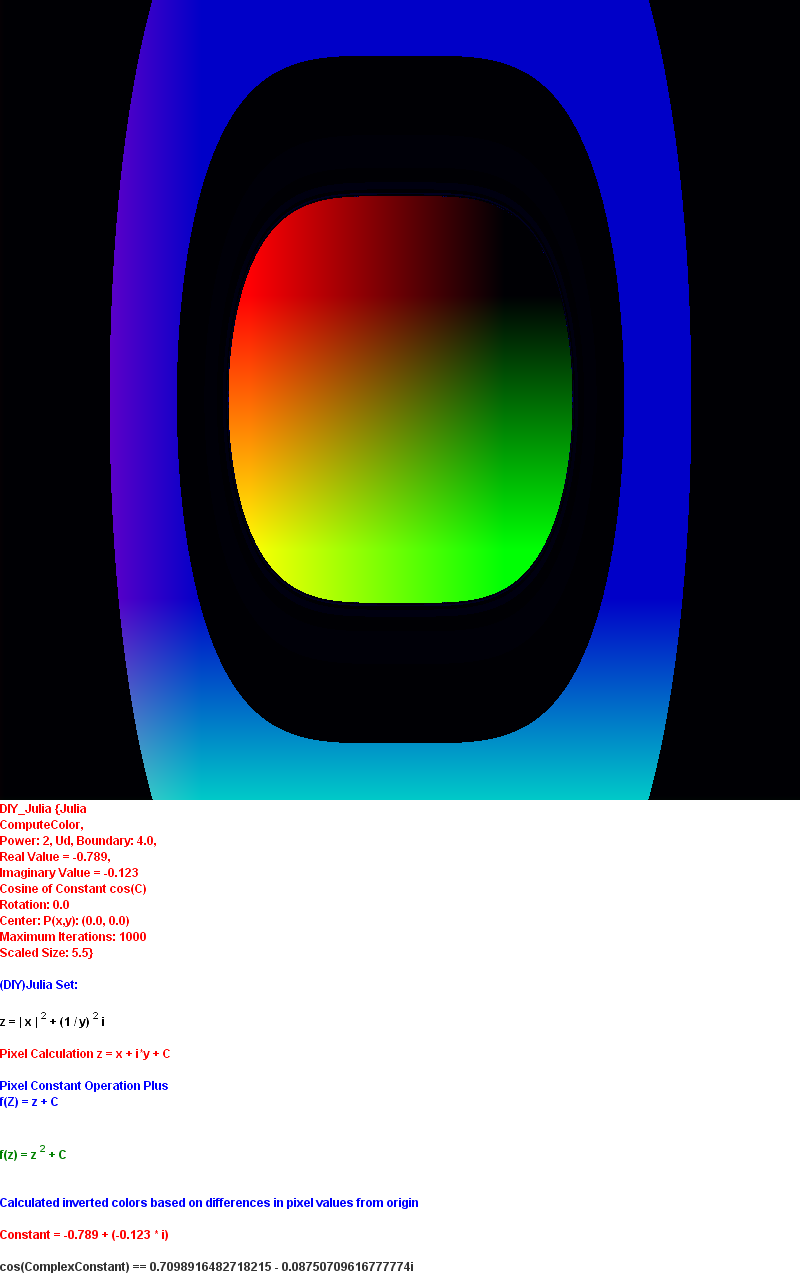 DIY_Julia {Julia
ComputeColor,
Power: 2, Ud, Boundary: 4.0,
Real Value = -0.789,
Imaginary Value = -0.123
Cosine of Constant cos(C)
Rotation: 0.0
Center: P(x,y): (0.0, 0.0)
Maximum Iterations: 1000
Scaled Size: 5.5}
(DIY)Julia Set:
z = | x | ² + (1 / y) ² i
Pixel Calculation z = x + i*y + C
Pixel Constant Operation Plus
f(Z) = z + C
f(z) = z ² + C
Calculated inverted colors based on differences in pixel values from origin
Constant = -0.789 + (-0.123 * i)
cos(ComplexConstant) == 0.7098916482718215 - 0.08750709616777774i